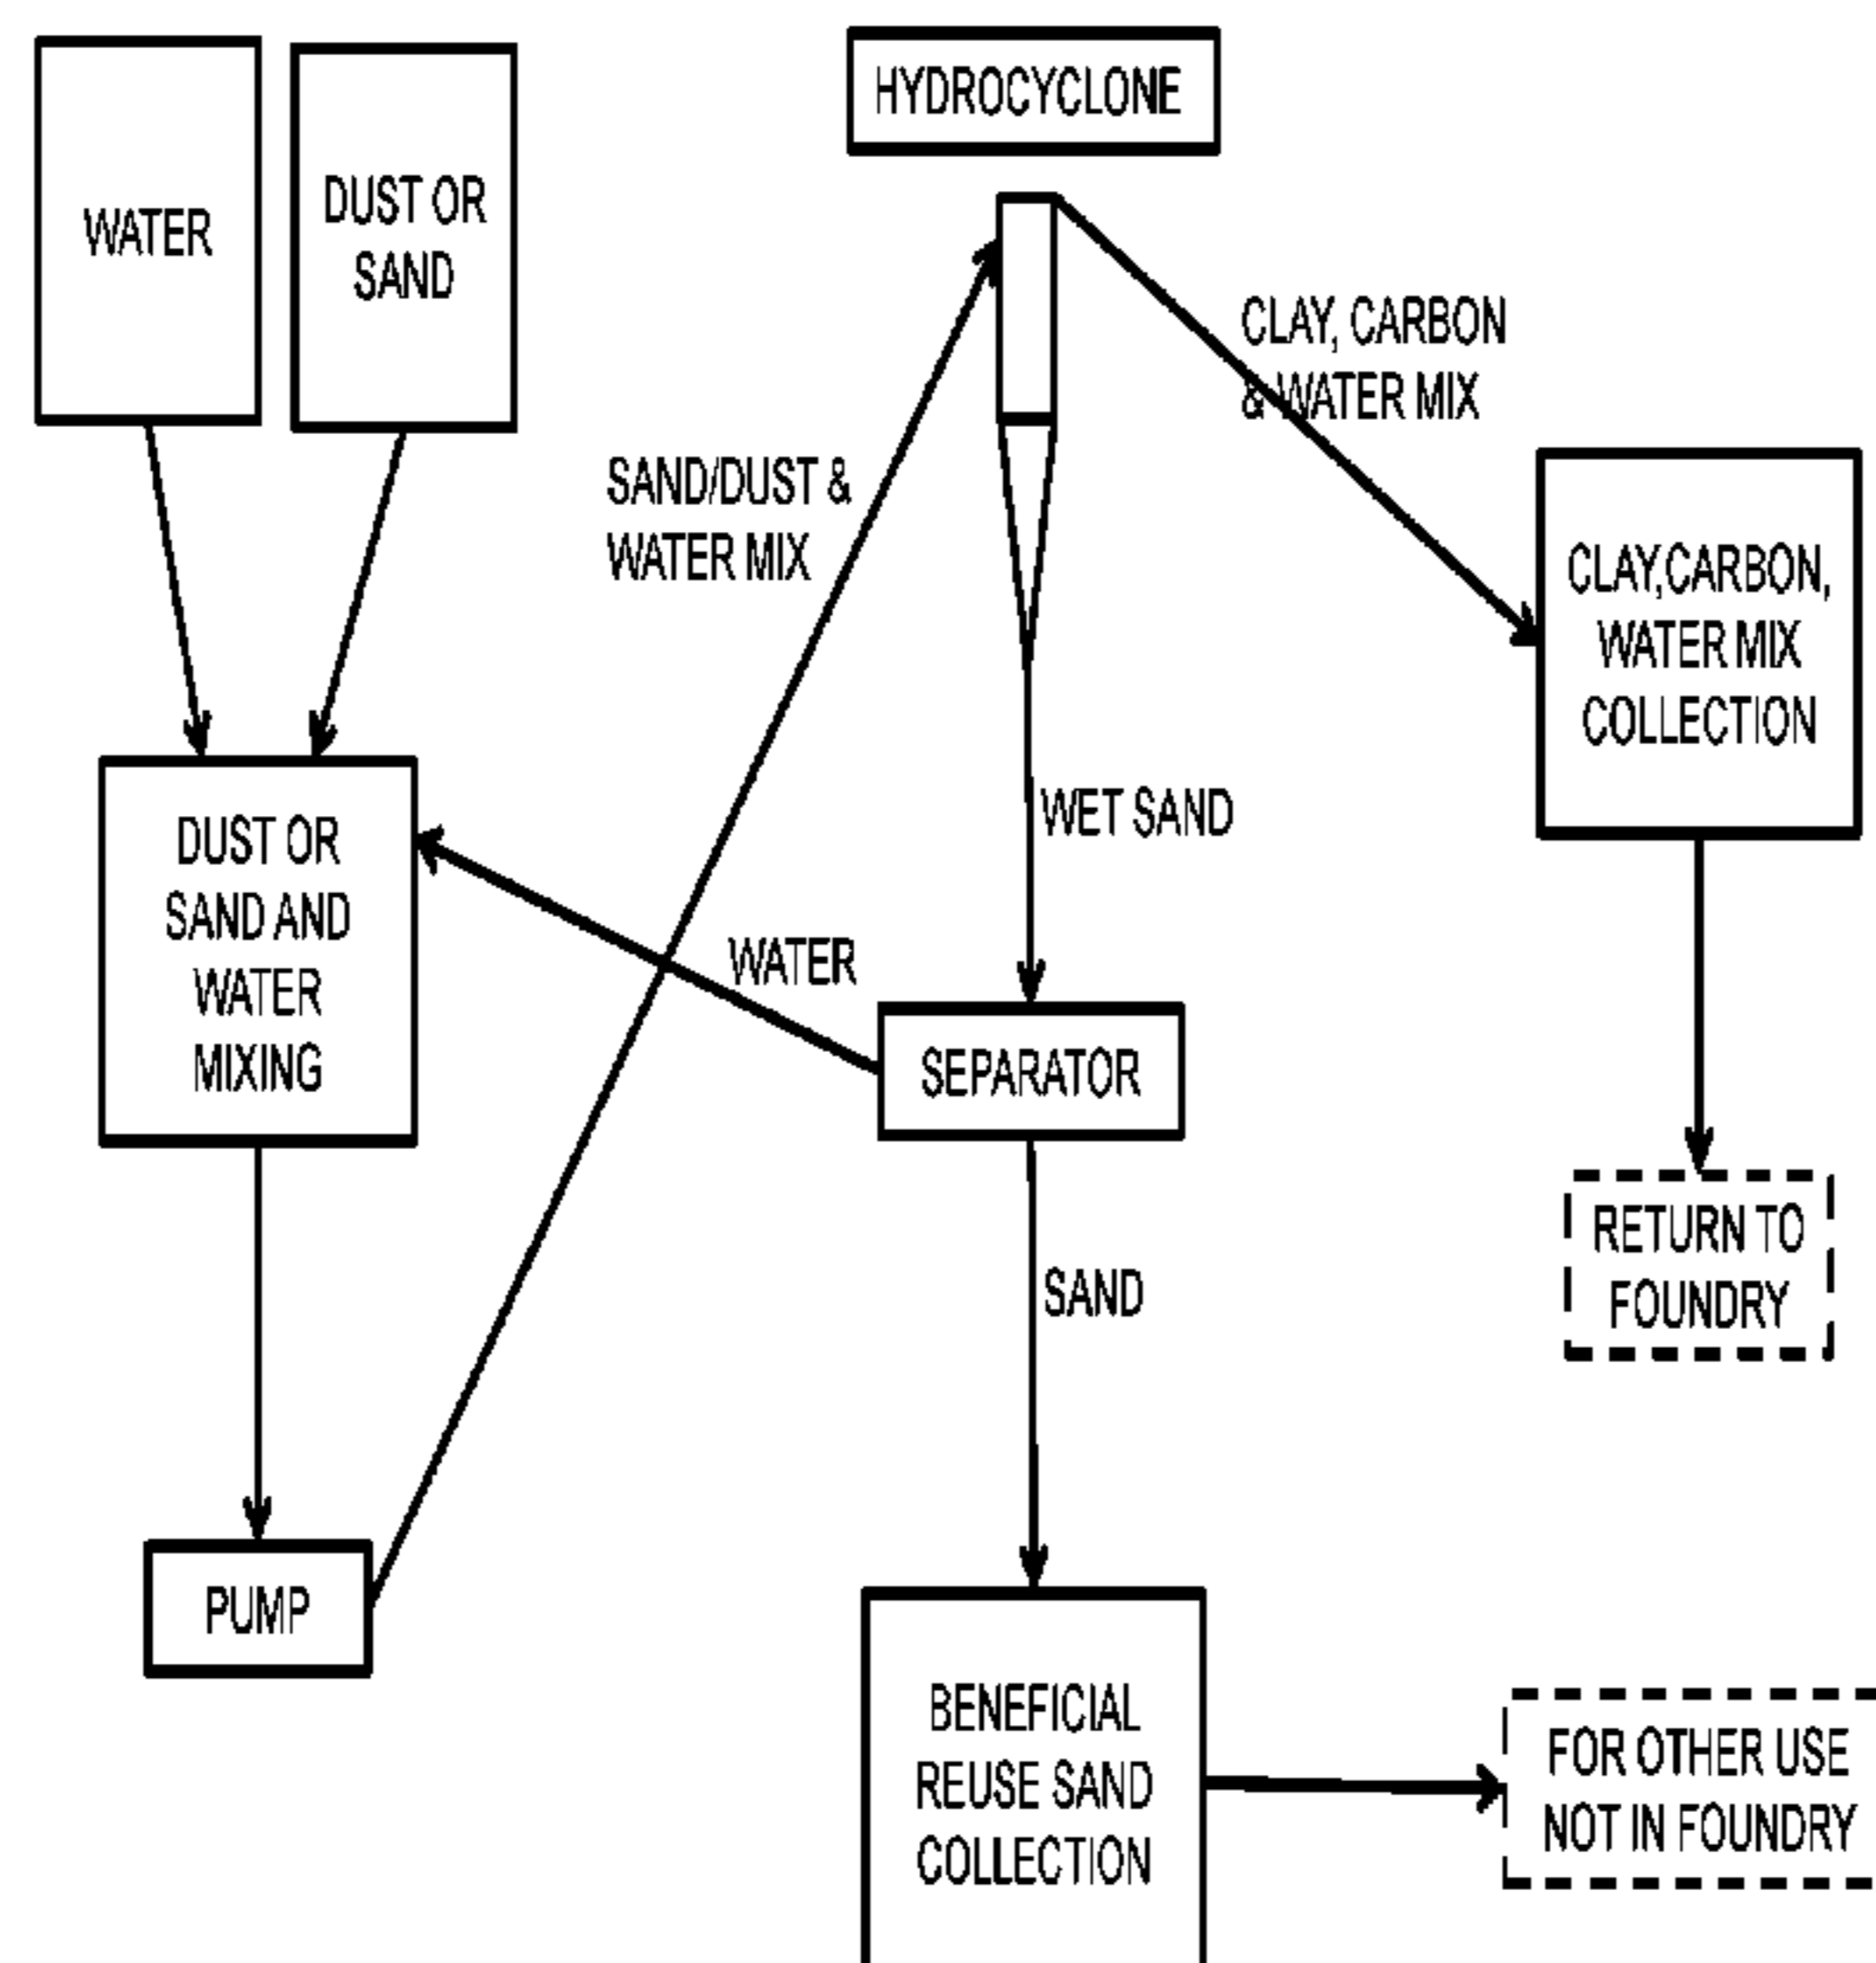 WATER
DUST OR
SAND
HYDROCYCLONE
CLAY, CARBON
& WATER MIX
SAND/DUST &
WATER MIX
CLAY,CARBON,
WATER MIX
COLLECTION
DUST OR
SAND AND
WATER
MIXING
WET SAND
WATER
SEPARATOR
RETURN TO
FOUNDRY
SAND
PUMP
BENEFICIAL
REUSE SAND
COLLECTION
FOR OTHER USE
NOT IN FOUNDRY